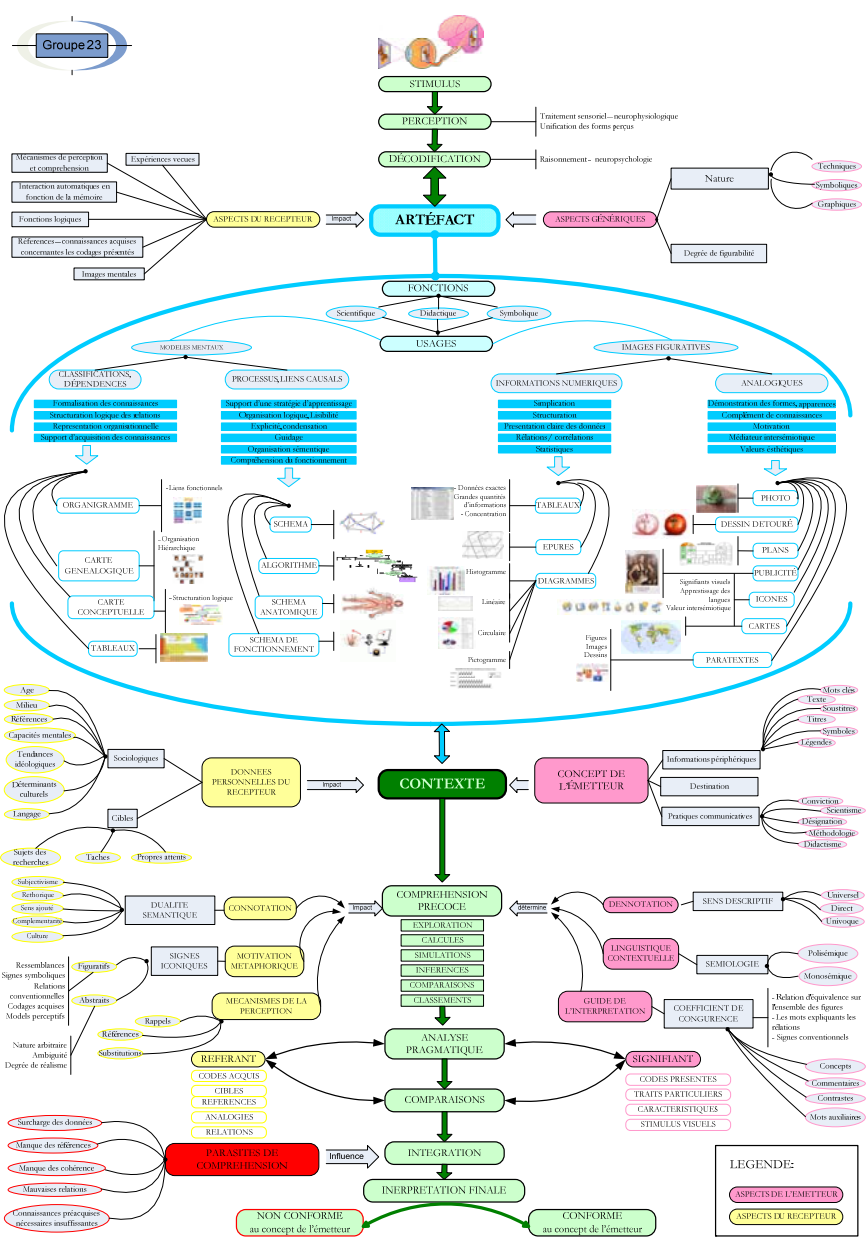 Groupe 23
STIMULUS
PERCEPTION
Traitement sensoriel—neurophysiologique
Unification des forms perçus
DÉCODIFICATION
Raisonnement- neuropsychologie
Mécanismes de perception
et comprehension
Expériences vecues
Interaction automatiques en
fonction de la mémoire
Fonctions logiques
Réferences—connaissances acquises
concernantes les codages présentés
Images mentales
ASPECTS DU RECEPTEUR
Impact
ARTÉFACT
ASPECTS GÉNÉRIQUES
Nature
Techniques
Symboliques
Graphiques
Degrée de figurabilité
FONCTIONS
Scientifique
Didactique
Symbolique
USAGES
MODELES MENTAUX
IMAGES FIGURATIVES
CLASSIFICATIONS,
DÉPENDENCES
PROCESSUS, LIENS CAUSALS
INFORMATIONS NUMERIQUES
ANALOGIQUES
Formalisation des connaissances
Structuration logique des relations
Representation organisationnelle
Support d'acquisition des connaissances
Support d'une stratégie d'apprentissage
Organisation logique, Lisibilité
Explicité, condensation
Guidage
Organisation sémentique
Compréhension du fonctionnement
Simplication
Structuration
Presentation claire des données
Relations / corrélations
Statistiques
Démonstration des formes, apparences
Complément de connaissances
Motivation
Médiateur intersémiotique
Valeurs ésthétiques
ORGANIGRAMME
- Liens fonctionnels
CARTE
GENEALOGIQUE
- Organisation
Hiérarchique
CARTE
CONCEPTUELLE
- Structuration logique
TABLEAUX
SCHEMA
ALGORITHME
SCHEMA
ANATOMIQUE
SCHEMA DE
FONCTIONNEMENT
- Données exactes
Grandes quantités
d'informations
- Concentration
TABLEAUX
EPURES
Histogramme
DIAGRAMMES
Linéaire
Circulaire
Pictogramme
PHOTO
DESSIN DETOURÉ
PLANS
PUBLICITÉ
Signifiants visuels
Apprentissage des
langues
Valeur intersémiotique
ICONES
CARTES
Figures
Images
Dessins
PARATEXTES
Age
Milieu
Références
Capacités mentales
Tendances
idéologiques
Déterminants
culturels
Langage
Sociologiques
Cibles
Sujets des
recherches
Taches
Propres attents
DONNEES
PERSONNELLES DU
RECEPTEUR
Impact
CONTEXTE
CONCEPT DE
L'ÉMETTEUR
Informations périphériques
Mots clés
Texte
Soustitres
Titres
Symboles
Légendés
Destination
Pratiques communicatives
Conviction
Scientisme
Désignation
Méthodologie
Didactisme
Subjectivisme
Rethorique
Sens ajouté
Complementarité
Culture
DUALITE
SEMANTIQUE
CONNOTATION
Impact
COMPREHENSION
PRECOCE
détermine
DENNOTATION
SENS DESCRIPTIF
Universel
Direct
Univoque
EXPLORATION
CALCULES
SIMULATIONS
INFERENCES
COMPARAISONS
CLASSEMENTS
Ressemblances
Signes symboliques
Relations
conventionnelles
Codages acquises
Models perceptifs
Figuratifs
Abstraits
SIGNES
ICONIQUES
MOTIVATION
METAPHORIQUE
LINGUISTIQUE
CONTEXTUELLE
SEMIOLOGIE
Polisémique
Monosémique
Nature arbitraire
Ambiguité
Degrée de réalisme
Rappels
Références
Substitutions
MECANISMES DE LA
PERCEPTION
GUIDE DE
L'INTERPRETATION
COEFFICIENT DE
CONGURENCE
- Relation d'équivalence sur
l'ensemble des figures
- Les mots expliquants les
rélations
- Signes conventionnels
Concepts
Commentaires
Contrastes
Mots auxiliaires
ANALYSE
PRAGMATIQUE
REFERANT
CODES ACQUIS
CIBLES
REFERENCES
ANALOGIES
RELATIONS
SIGNIFIANT
CODES PRESENTES
TRAITS PARTICULIERS
CARACTERISTIQUES
STIMULUS VISUELS
COMPARAISONS
Surcharge des données
Manque des références
Manque des cohérence
Mauvaises relations
Connaissances préacquises
nécessaires insuffissantes
PARASITES DE
COMPREHENSION
Influence
INTEGRATION
INERPRETATION FINALE
NON CONFORME
au concept de l'émetteur
CONFORME
au concept de l'émetteur
LEGENDE:
ASPECTS DE L'EMETTEUR
ASPECTS DU RECEPTEUR